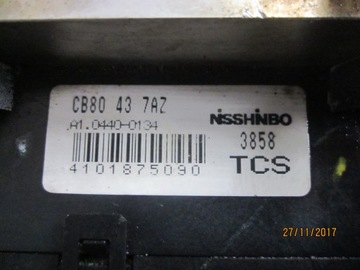 CB80 43 7AZ
A1.0440-0134
NISSHINBO
3858
4101875090
TCS
27/11/2017